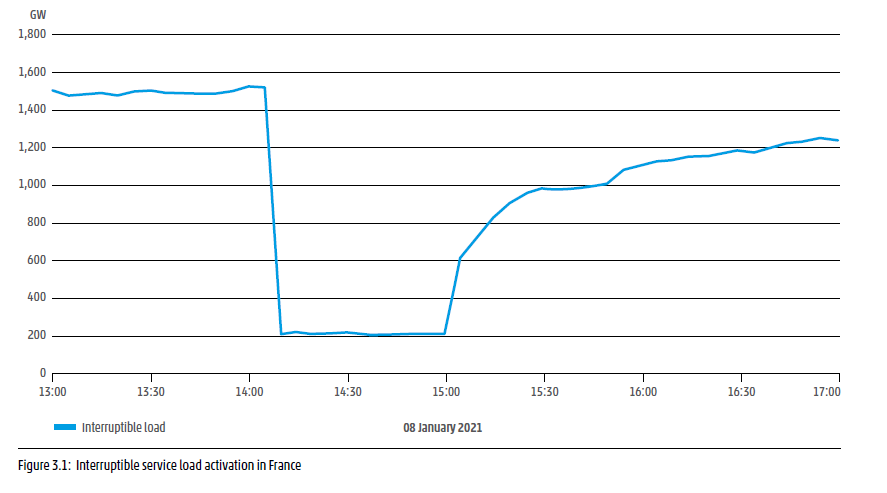 GW
1,800
1,600
1,400
1,200
1,000
800
600
400
200
0
13:00 13:30 14:00 14:30 15:00 15:30 16:00 16:30 17:00
Interruptible load 08 January 2021
Figure 3.1: Interruptible service load activation in France